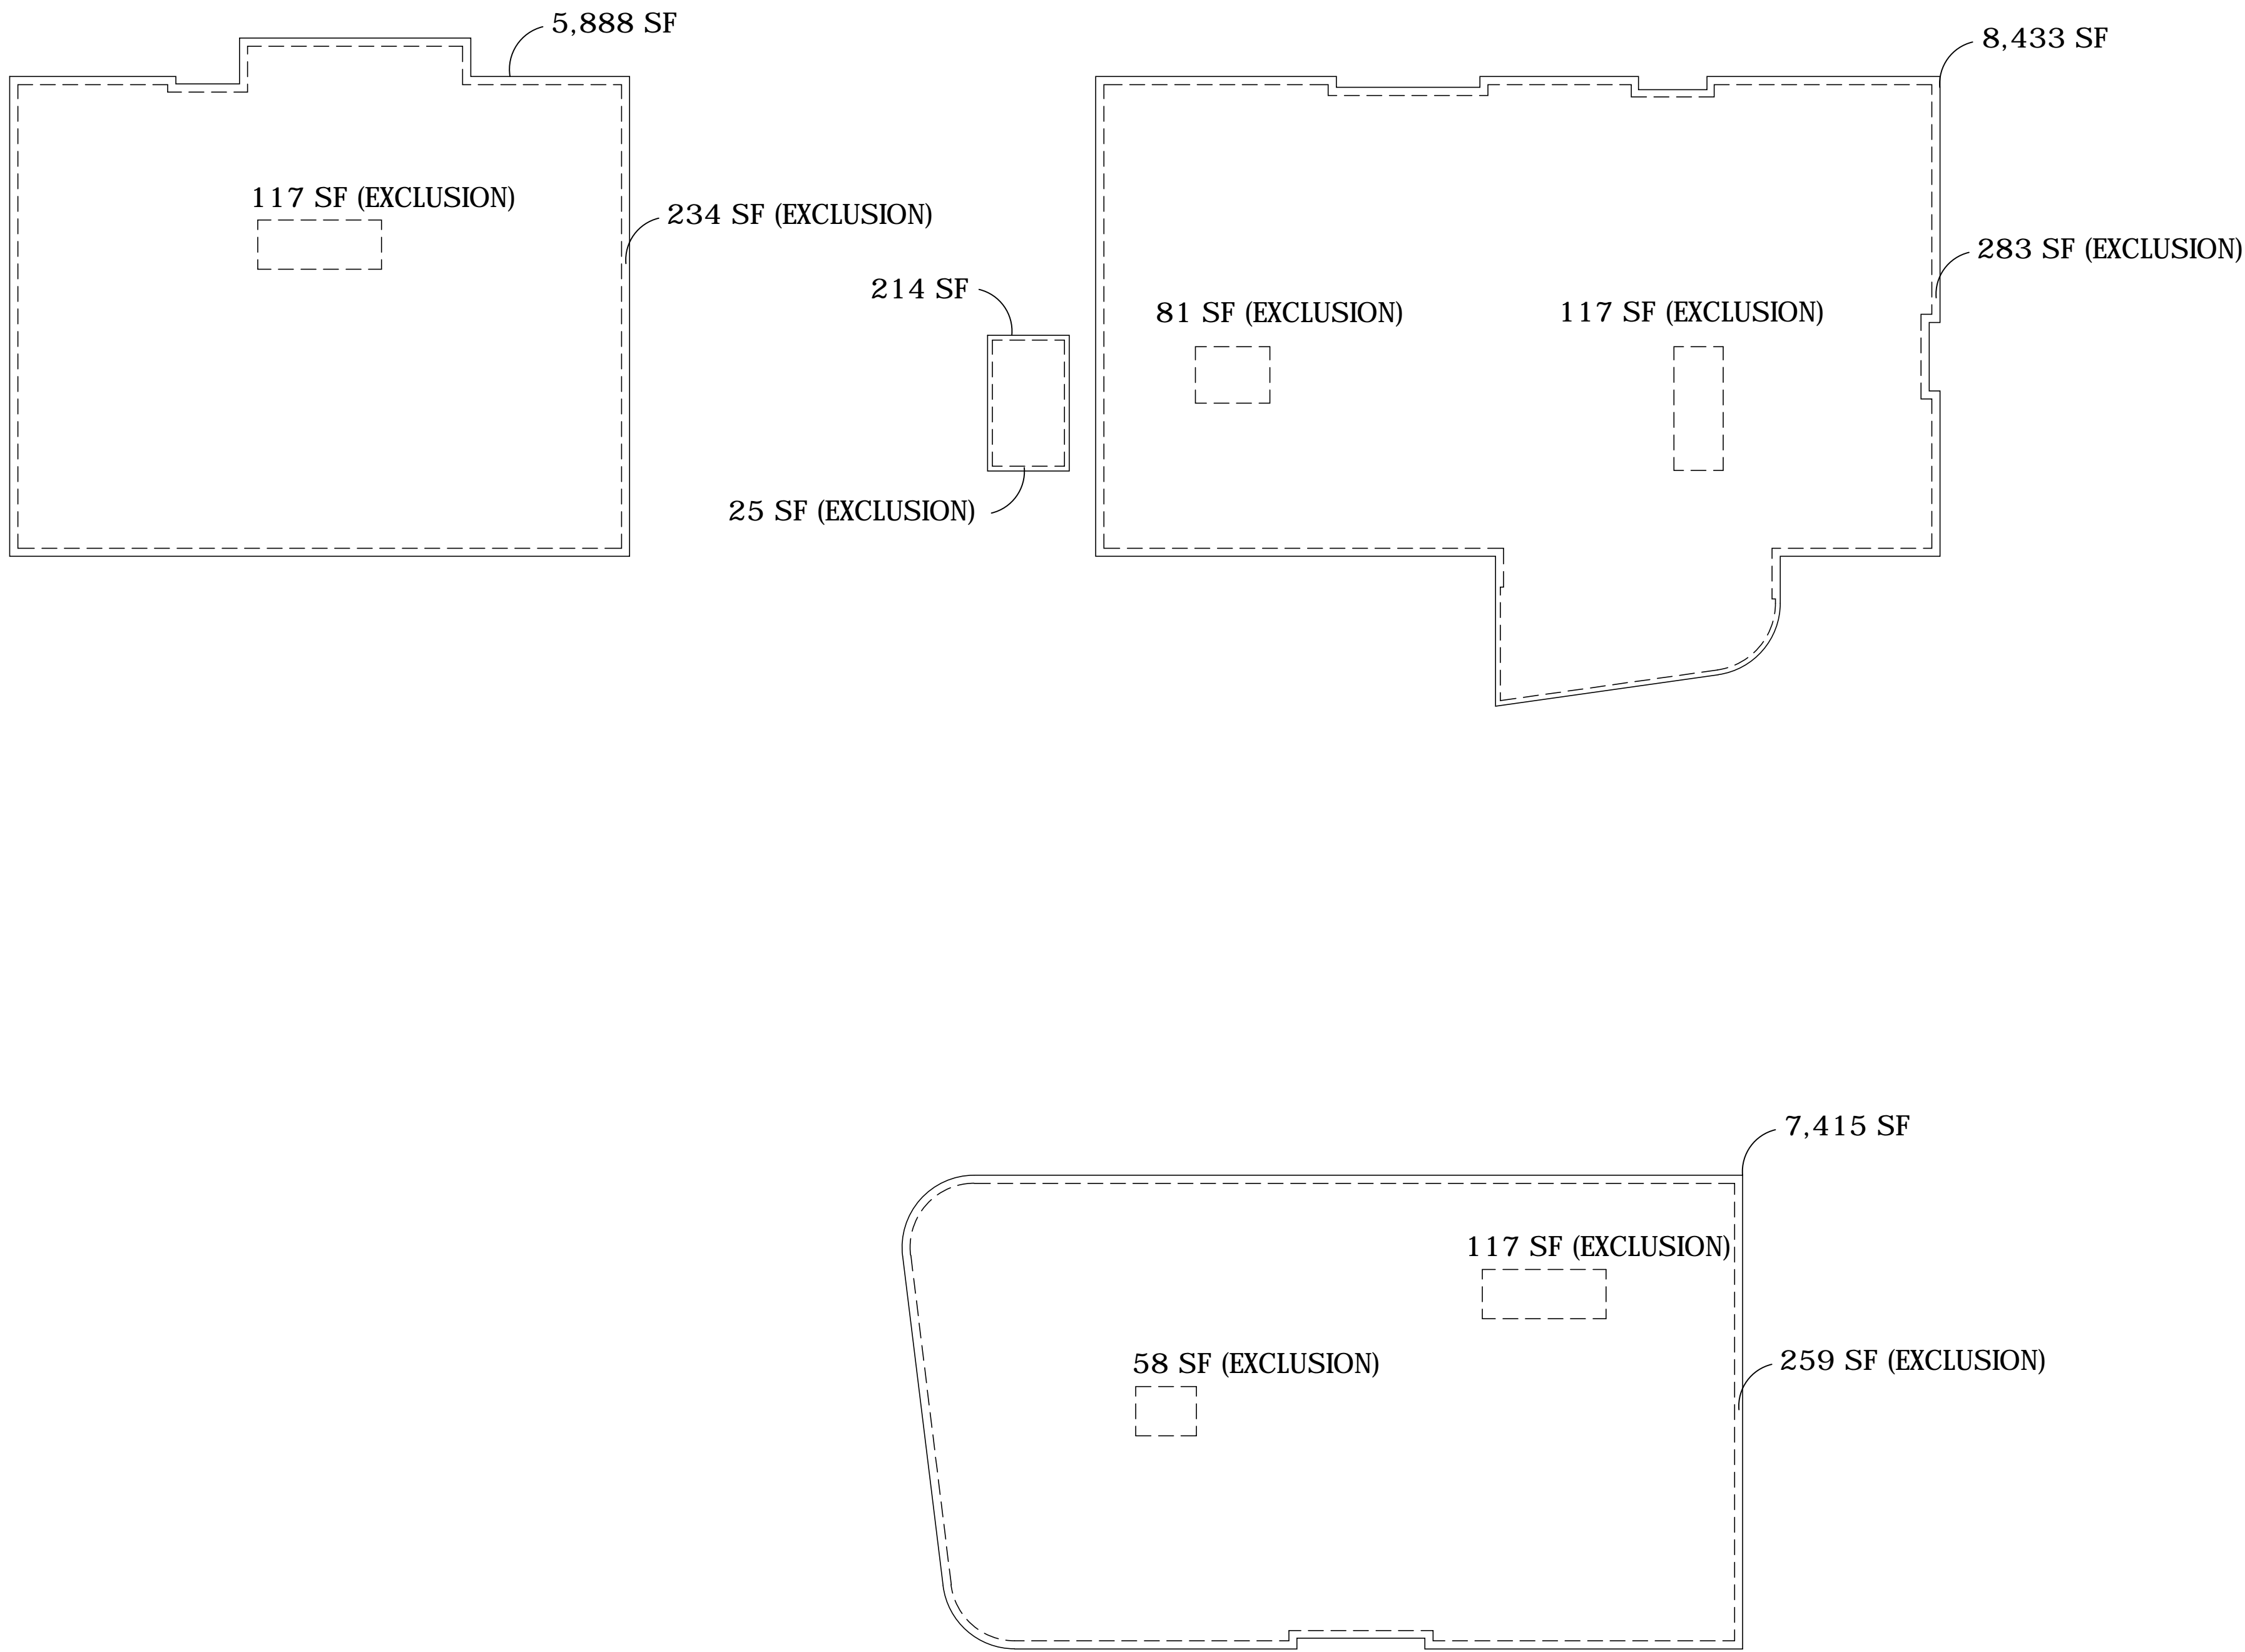 5,888 SF
8,433 SF
117 SF (EXCLUSION)
234 SF (EXCLUSION)
283 SF (EXCLUSION)
214 SF
81 SF (EXCLUSION)
117 SF (EXCLUSION)
25 SF (EXCLUSION)
7,415 SF
117 SF (EXCLUSION)
58 SF (EXCLUSION)
259 SF (EXCLUSION)